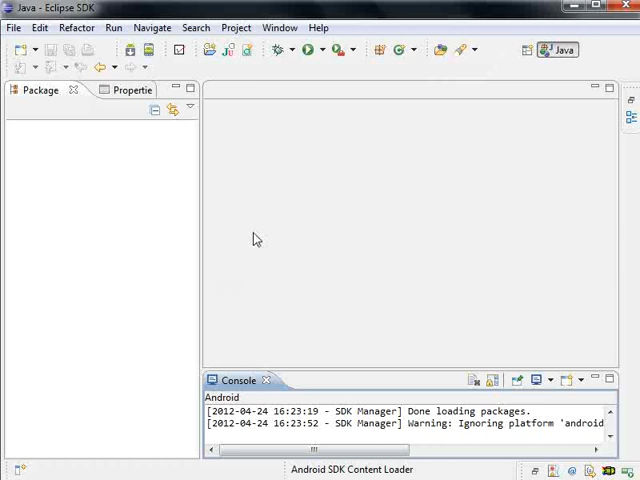 Java - Eclipse SDK
File Edit Refactor Run Navigate Search Project Window Help
Java
Package Propertie
Console
Android
[2012-04-24 16:23:19 - SDK Manager] Done loading packages.
[2012-04-24 16:23:52 - SDK Manager] Warning: Ignoring platform 'android
Android SDK Content Loader